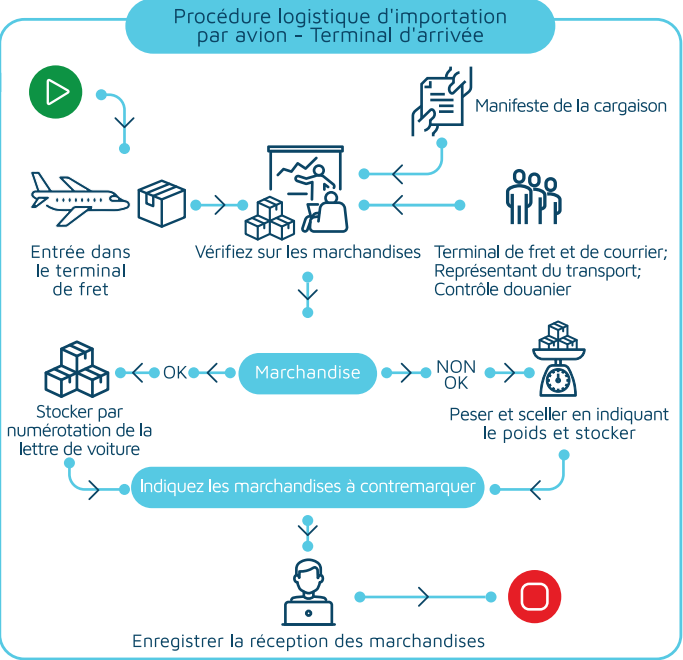 Procédure logistique d'importation
par avion - Terminal d'arrivée
Manifeste de la cargaison
Entrée dans
le terminal
de fret
Vérifiez sur les marchandises
Terminal de fret et de courrier;
Représentant du transport;
Contrôle douanier
OK
Marchandise
NON
OK
Stocker par
numérotation de la
lettre de voiture
Peser et sceller en indiquant
le poids et stocker
Indiquez les marchandises à contremarquer
Enregistrer la réception des marchandises